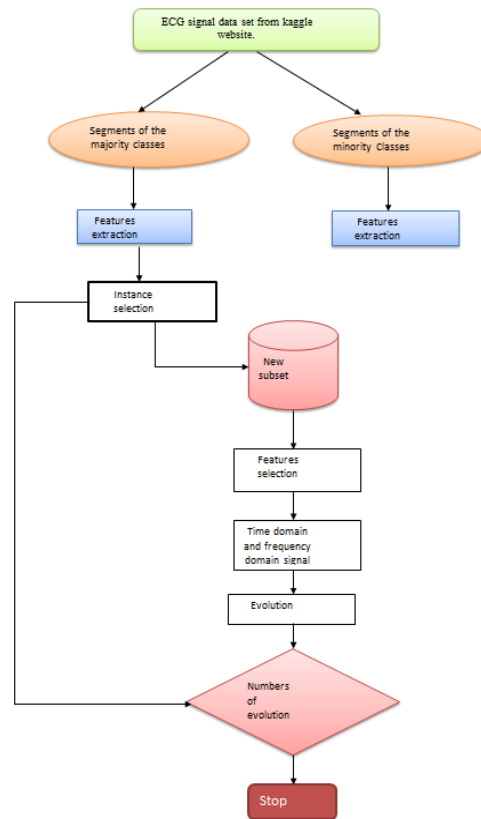 ECG signal data set from kaggle
website.
Segments of the
majority classes
Segments of the
minority Classes
Features
extraction
Features
extraction
Instance
selection
New
subset
Features
selection
Time domain
and frequency
domain signal
Evolution
Numbers
of
evolution
Stop